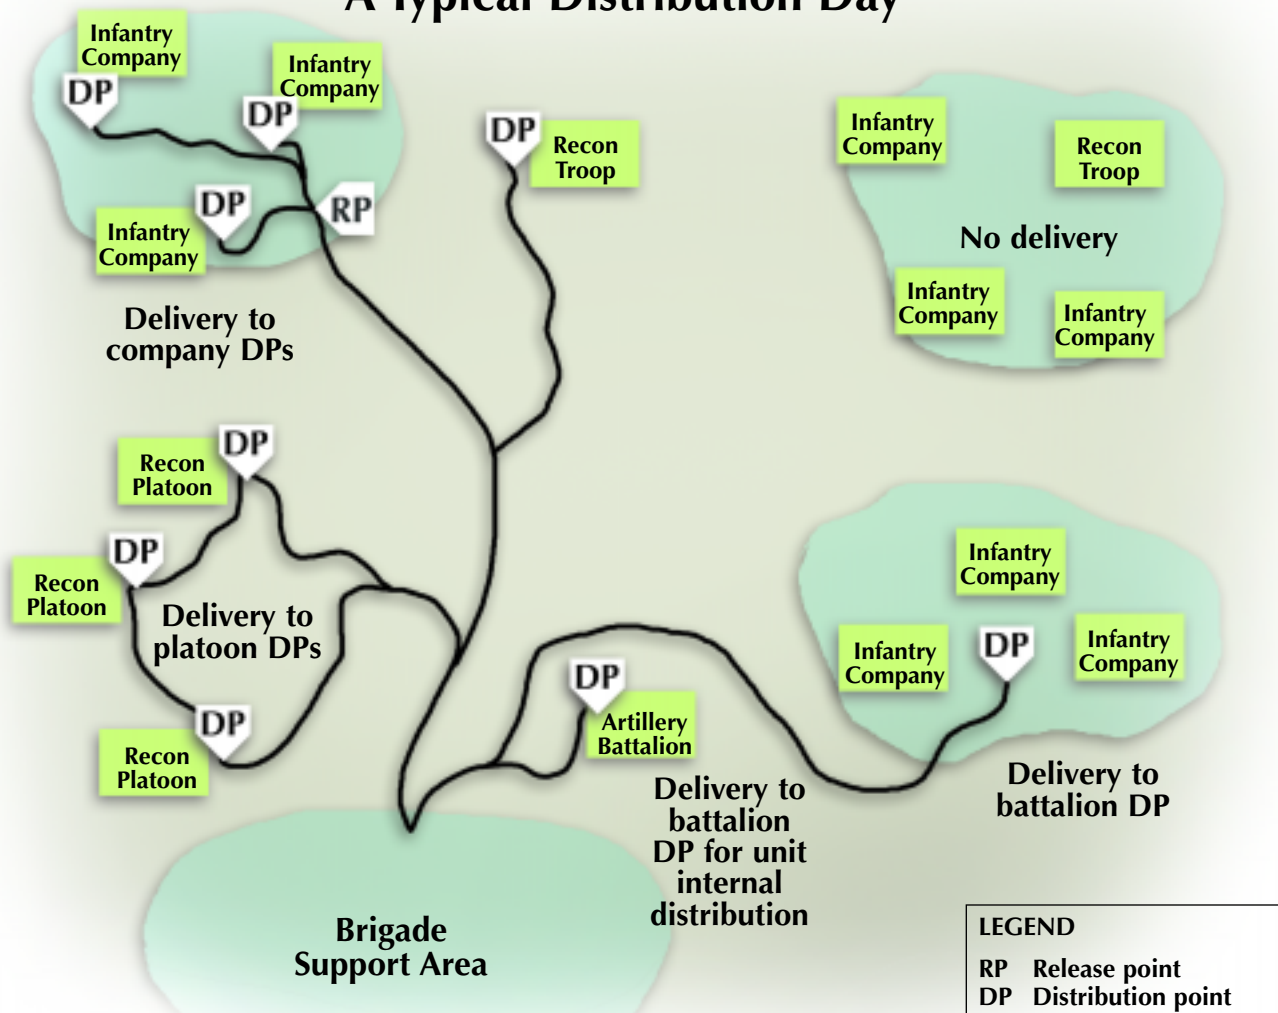 A Typical Distribution Day
Infantry
Company
DP
Infantry
Company
DP
DP
Infantry
Company
RP
Delivery to
company DPs
DP
Recon
Troop
Infantry
Company
Recon
Troop
No delivery
Infantry
Company
Infantry
Company
DP
Recon
Platoon
DP
Recon
Platoon
Delivery to
platoon DPs
DP
Recon
Platoon
DP
Artillery
Battalion
Delivery to
battalion
DP for unit
internal
distribution
Infantry
Company
Infantry
Company
DP
Infantry
Company
Delivery to
battalion DP
Brigade
Support Area
LEGEND
RP Release point
DP Distribution point